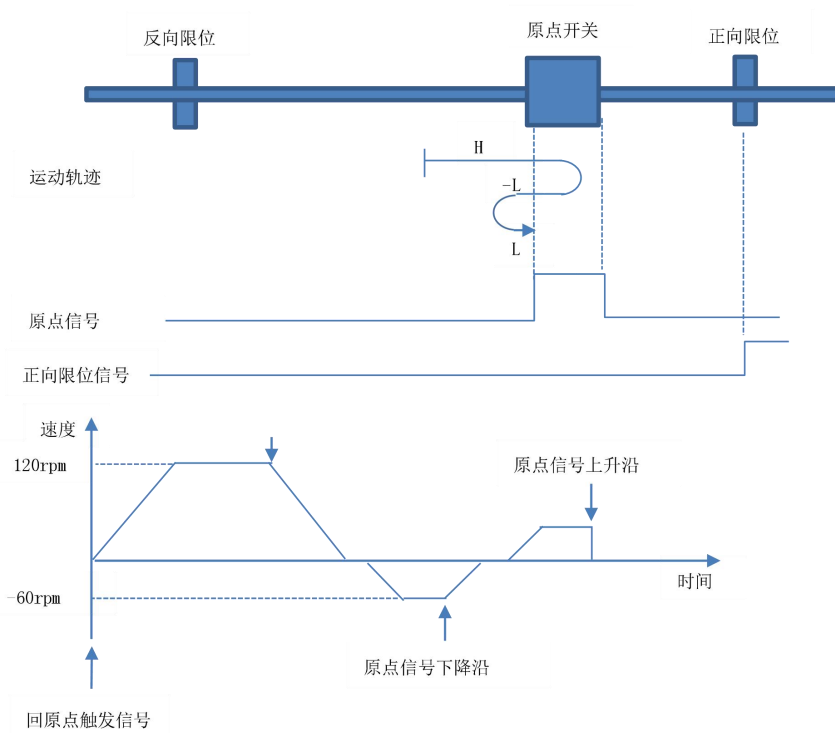 反向限位
原点开关
正向限位
运动轨迹
H
-L
L
原点信号
正向限位信号
速度
120rpm
原点信号上升沿
时间
-60rpm
原点信号下降沿
回原点触发信号